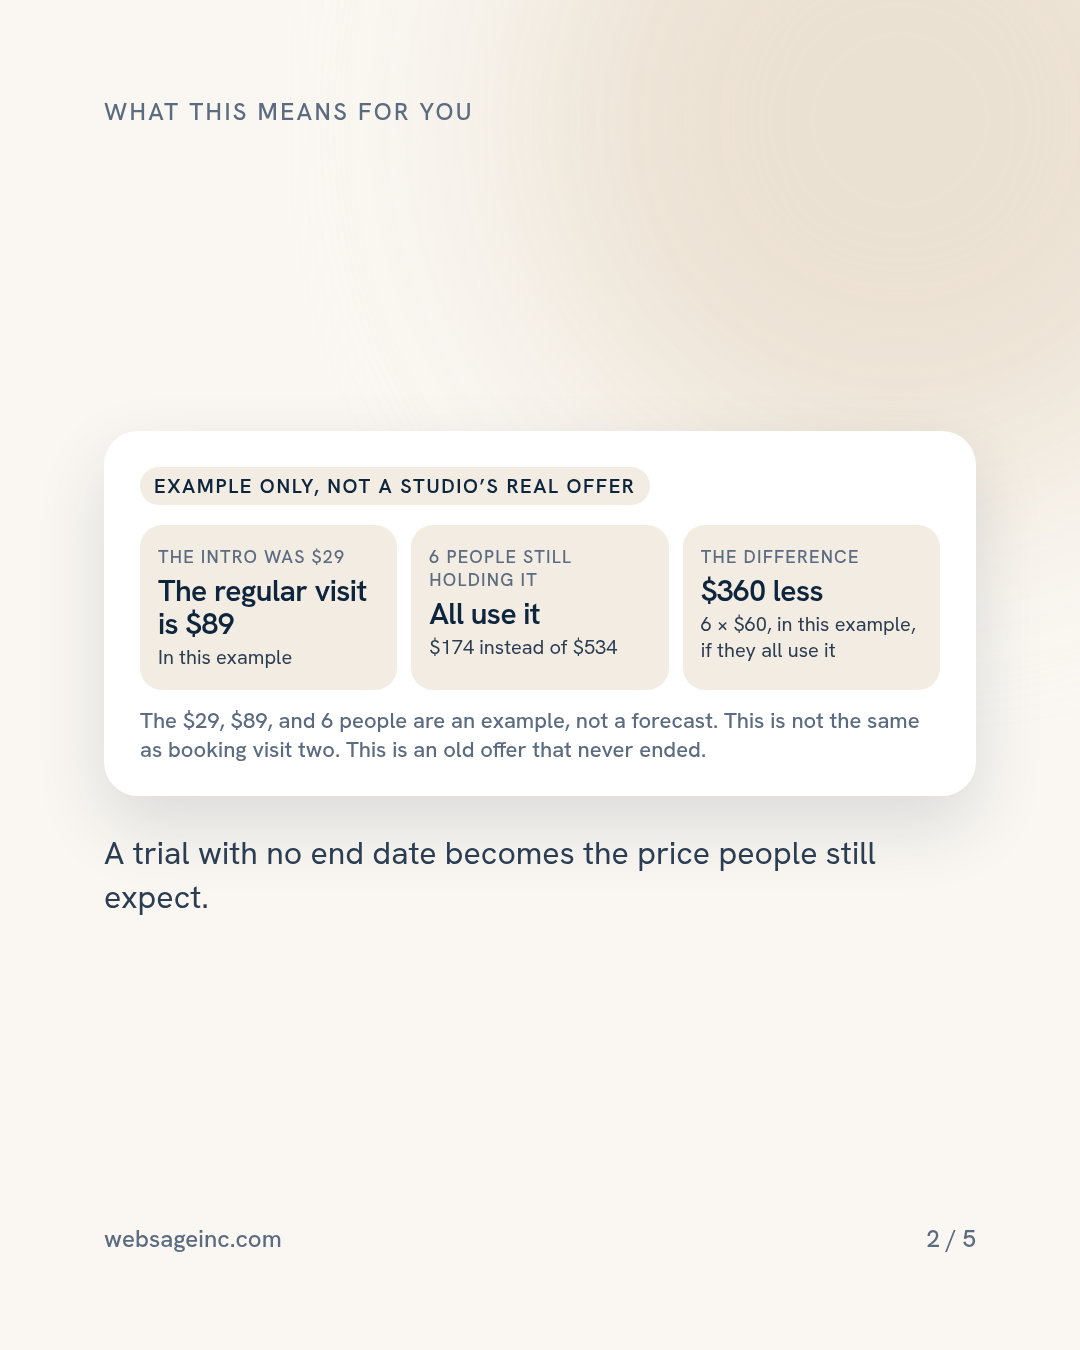 WHAT THIS MEANS FOR YOU
EXAMPLE ONLY, NOT A STUDIO’S REAL OFFER
THE INTRO WAS $29
The regular visit
is $89
In this example
6 PEOPLE STILL
HOLDING IT
All use it
$174 instead of $534
THE DIFFERENCE
$360 less
6 × $60, in this example,
if they all use it
The $29, $89, and 6 people are an example, not a forecast. This is not the same
as booking visit two. This is an old offer that never ended.
A trial with no end date becomes the price people still
expect.
websageinc.com
2 / 5